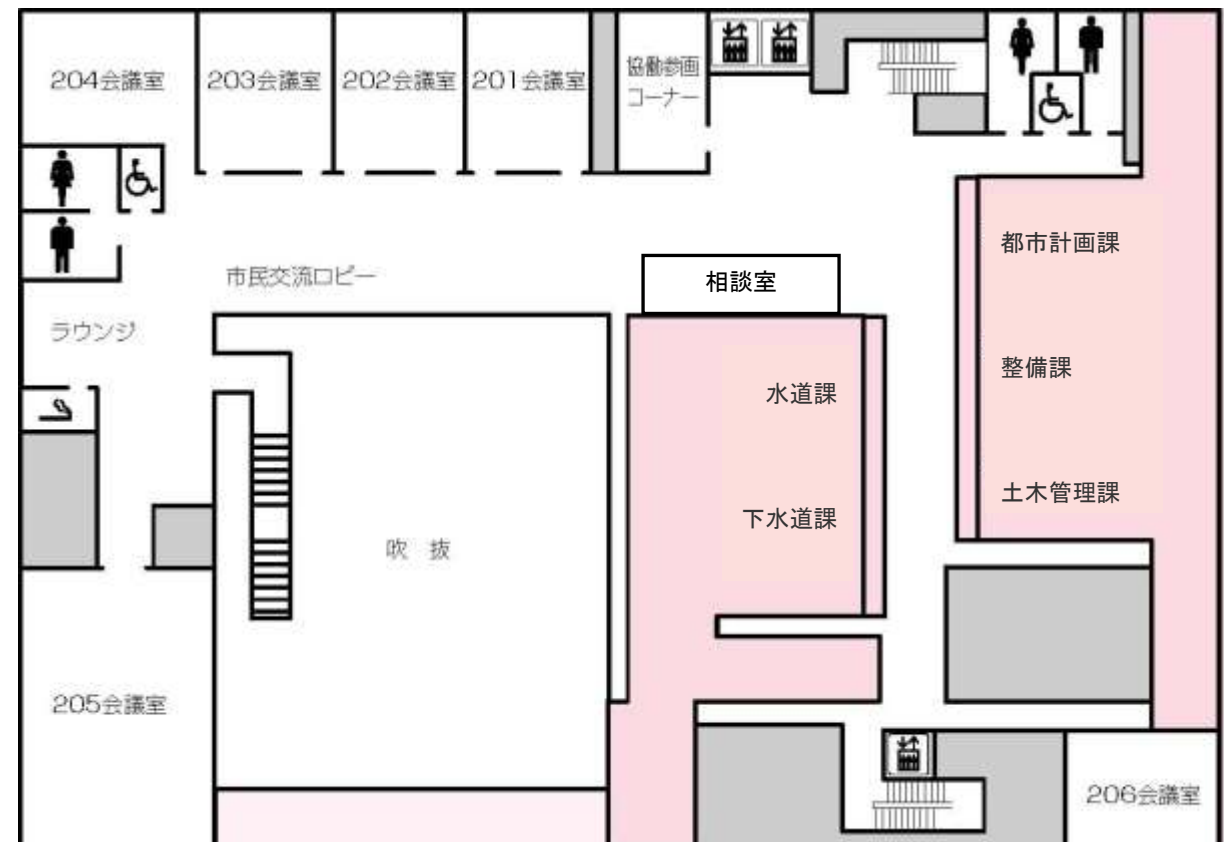 204会議室
203会議室
202会議室
201会議室
協働参画
コーナー
都市計画課
市民交流ロビー
相談室
ラウンジ
整備課
水道課
土木管理課
下水道課
吹 抜
205会議室
206会議室